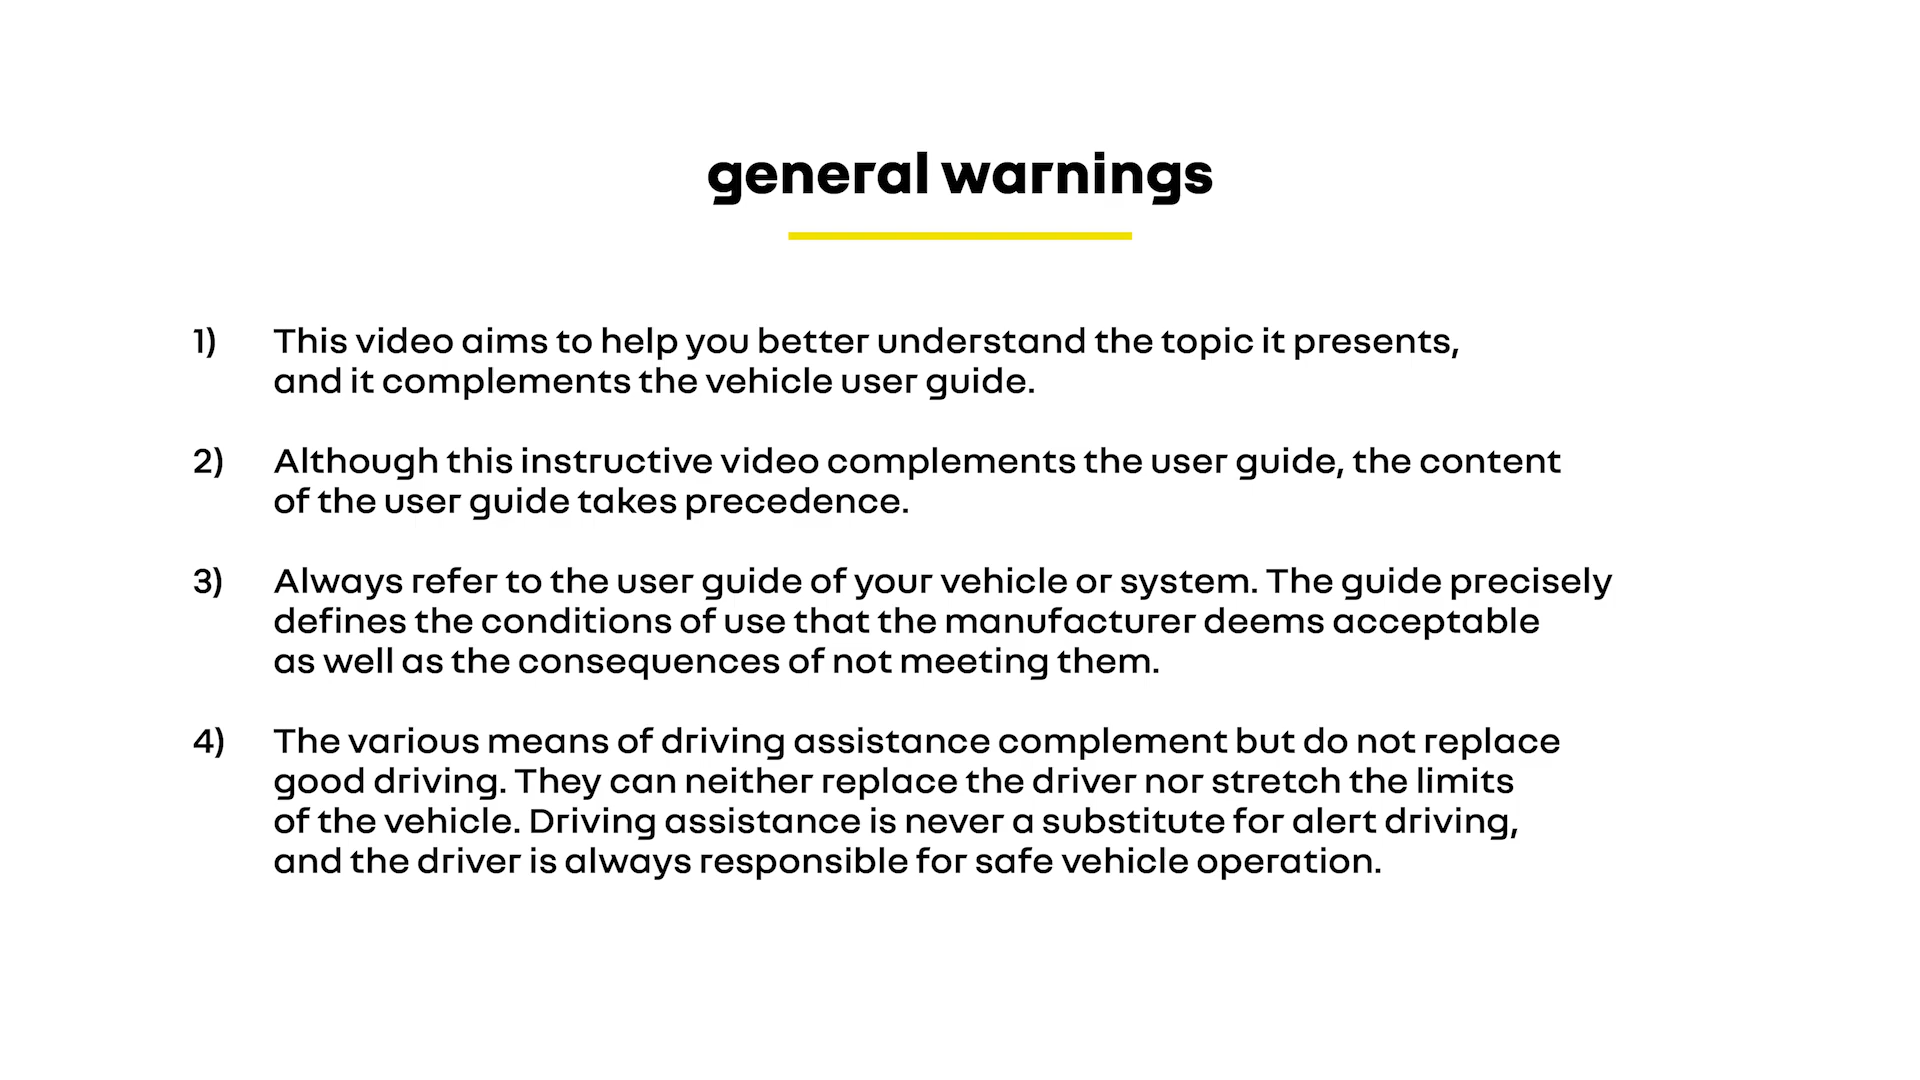 general warnings
1) This video aims to help you better understand the topic it presents,
and it complements the vehicle user guide.
2) Although this instructive video complements the user guide, the content
of the user guide takes precedence.
3) Always refer to the user guide of your vehicle or system. The guide precisely
defines the conditions of use that the manufacturer deems acceptable
as well as the consequences of not meeting them.
4) The various means of driving assistance complement but do not replace
good driving. They can neither replace the driver nor stretch the limits
of the vehicle. Driving assistance is never a substitute for alert driving,
and the driver is always responsible for safe vehicle operation.